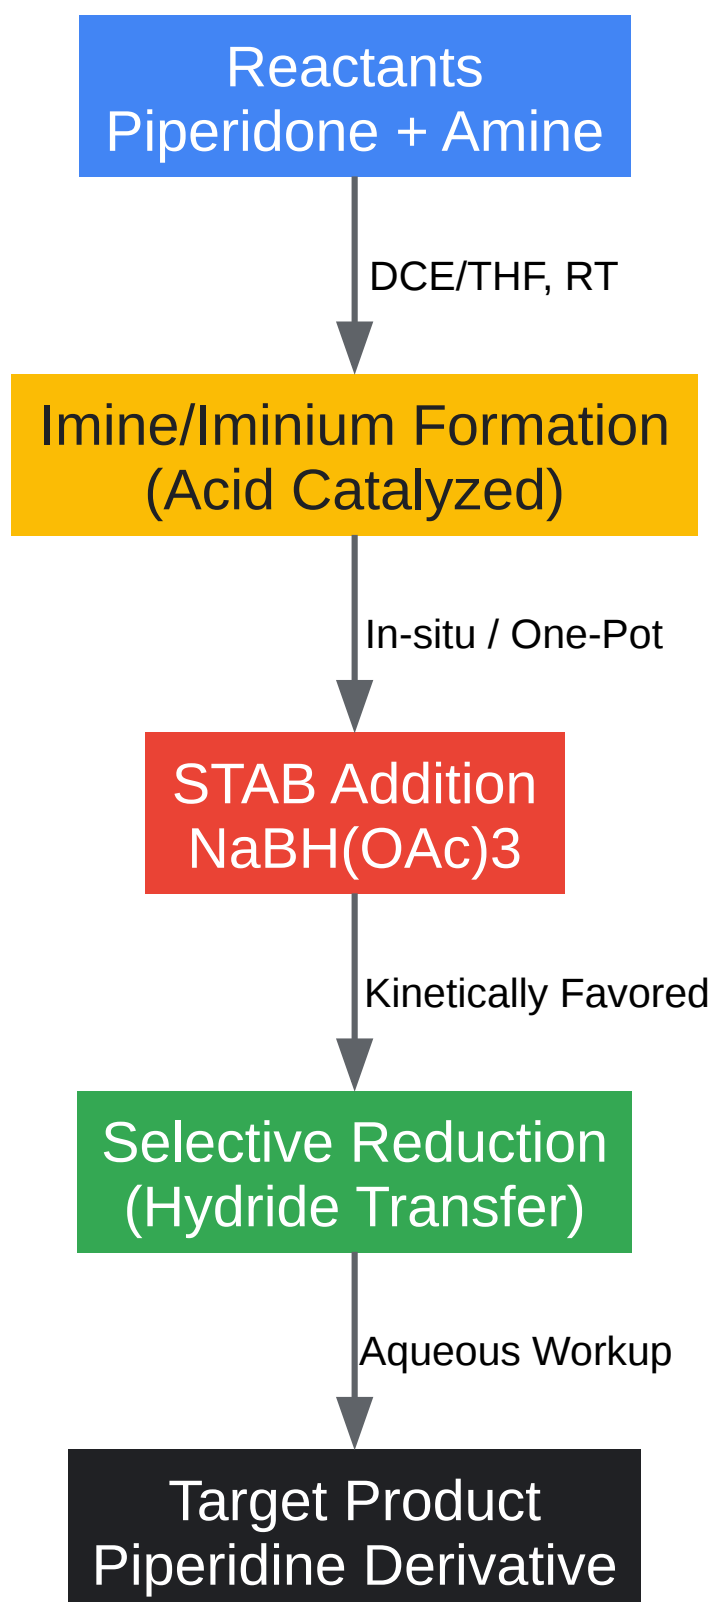 Reactants
Piperidone + Amine
DCE/THF, RT
Imine/Iminium Formation
(Acid Catalyzed)
In-situ / One-Pot
STAB Addition
NaBH(OAc)3
Kinetically Favored
Selective Reduction
(Hydride Transfer)
Aqueous Workup
Target Product
Piperidine Derivative